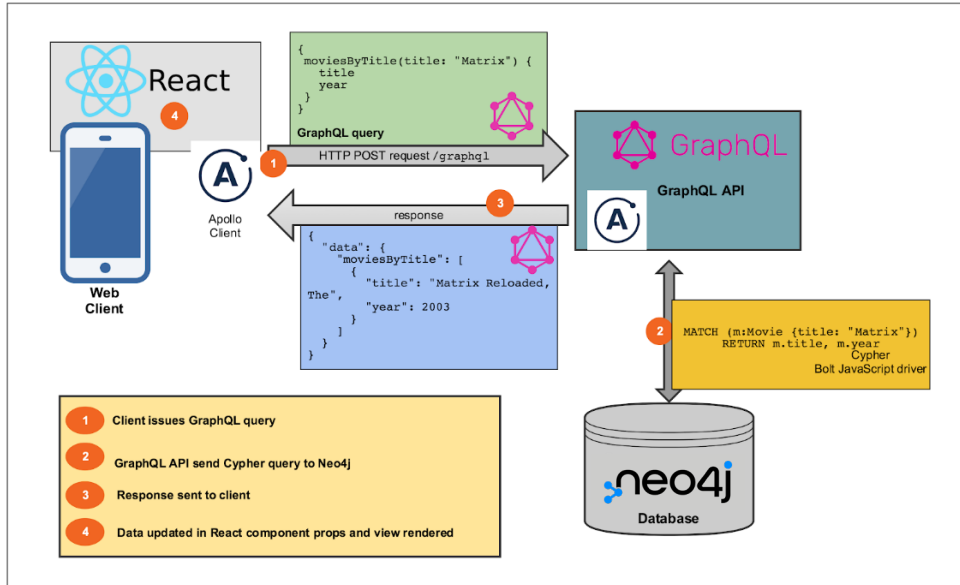 React
4
Web
Client
Apollo
Client
{
moviesByTitle(title: "Matrix") {
title
year
}
}
GraphQL query
1
HTTP POST request /graphql
3
response
{
"data": {
"moviesByTitle": [
{
"title": "Matrix Reloaded,
The",
"year": 2003
}
]
}
}
GraphQL
GraphQL API
2
MATCH (m:Movie {title: "Matrix"})
RETURN m.title, m.year
Cypher
Bolt JavaScript driver
neo4j
Database
1 Client issues GraphQL query
2 GraphQL API send Cypher query to Neo4j
3 Response sent to client
4 Data updated in React component props and view rendered